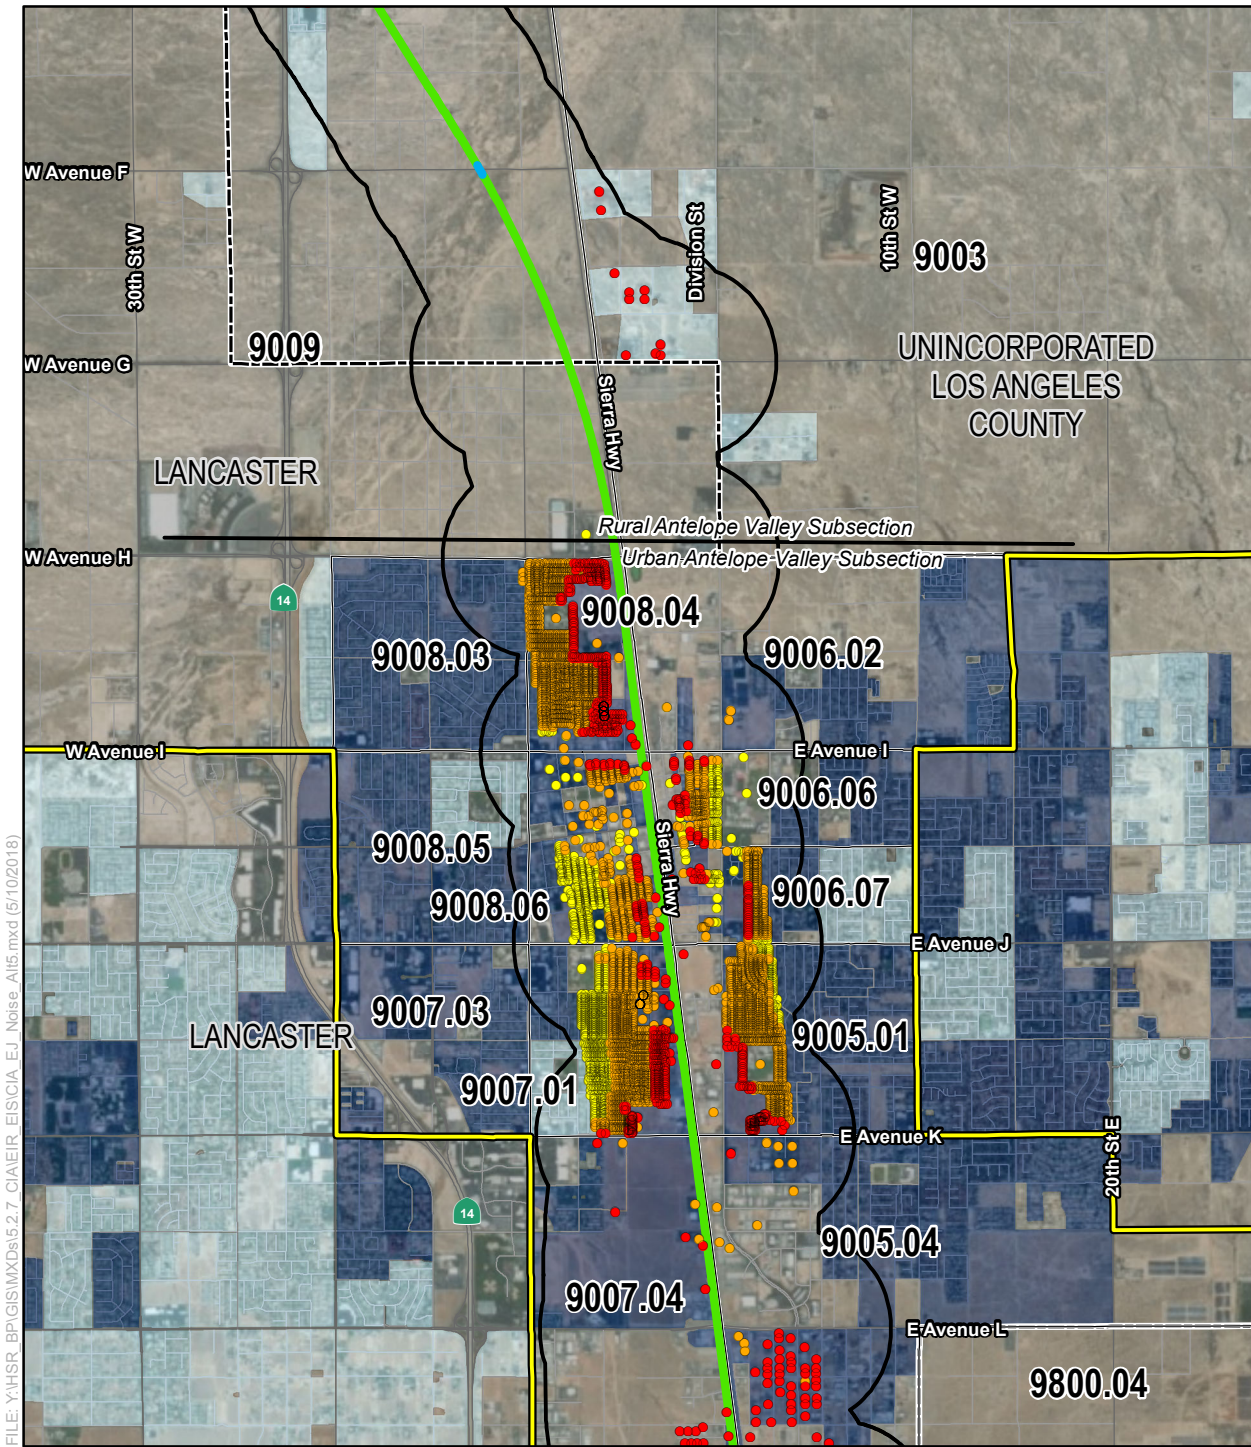 W Avenue F
30th St W
Division St
10th St W
9003
9009
W Avenue G
UNINCORPORATED
LOS ANGELES
COUNTY
Sierra Hwy
LANCASTER
Rural Antelope Valley Subsection
W Avenue H
Urban Antelope Valley Subsection
14
9008.04
9008.03
9006.02
W Avenue I
E Avenue I
9006.06
9008.05
Sierra Hwy
9006.07
9008.06
E Avenue J
9007.03
LANCASTER
9005.01
9007.01
E Avenue K
20th St E
14
9005.04
9007.04
E Avenue L
9800.04
FILE: Y:\HSR_BP\GIS\MXDs\5.2.7_CIA\EIR_EIS\CIA_EJ_Noise_Alt5.mxd (5/10/2018)